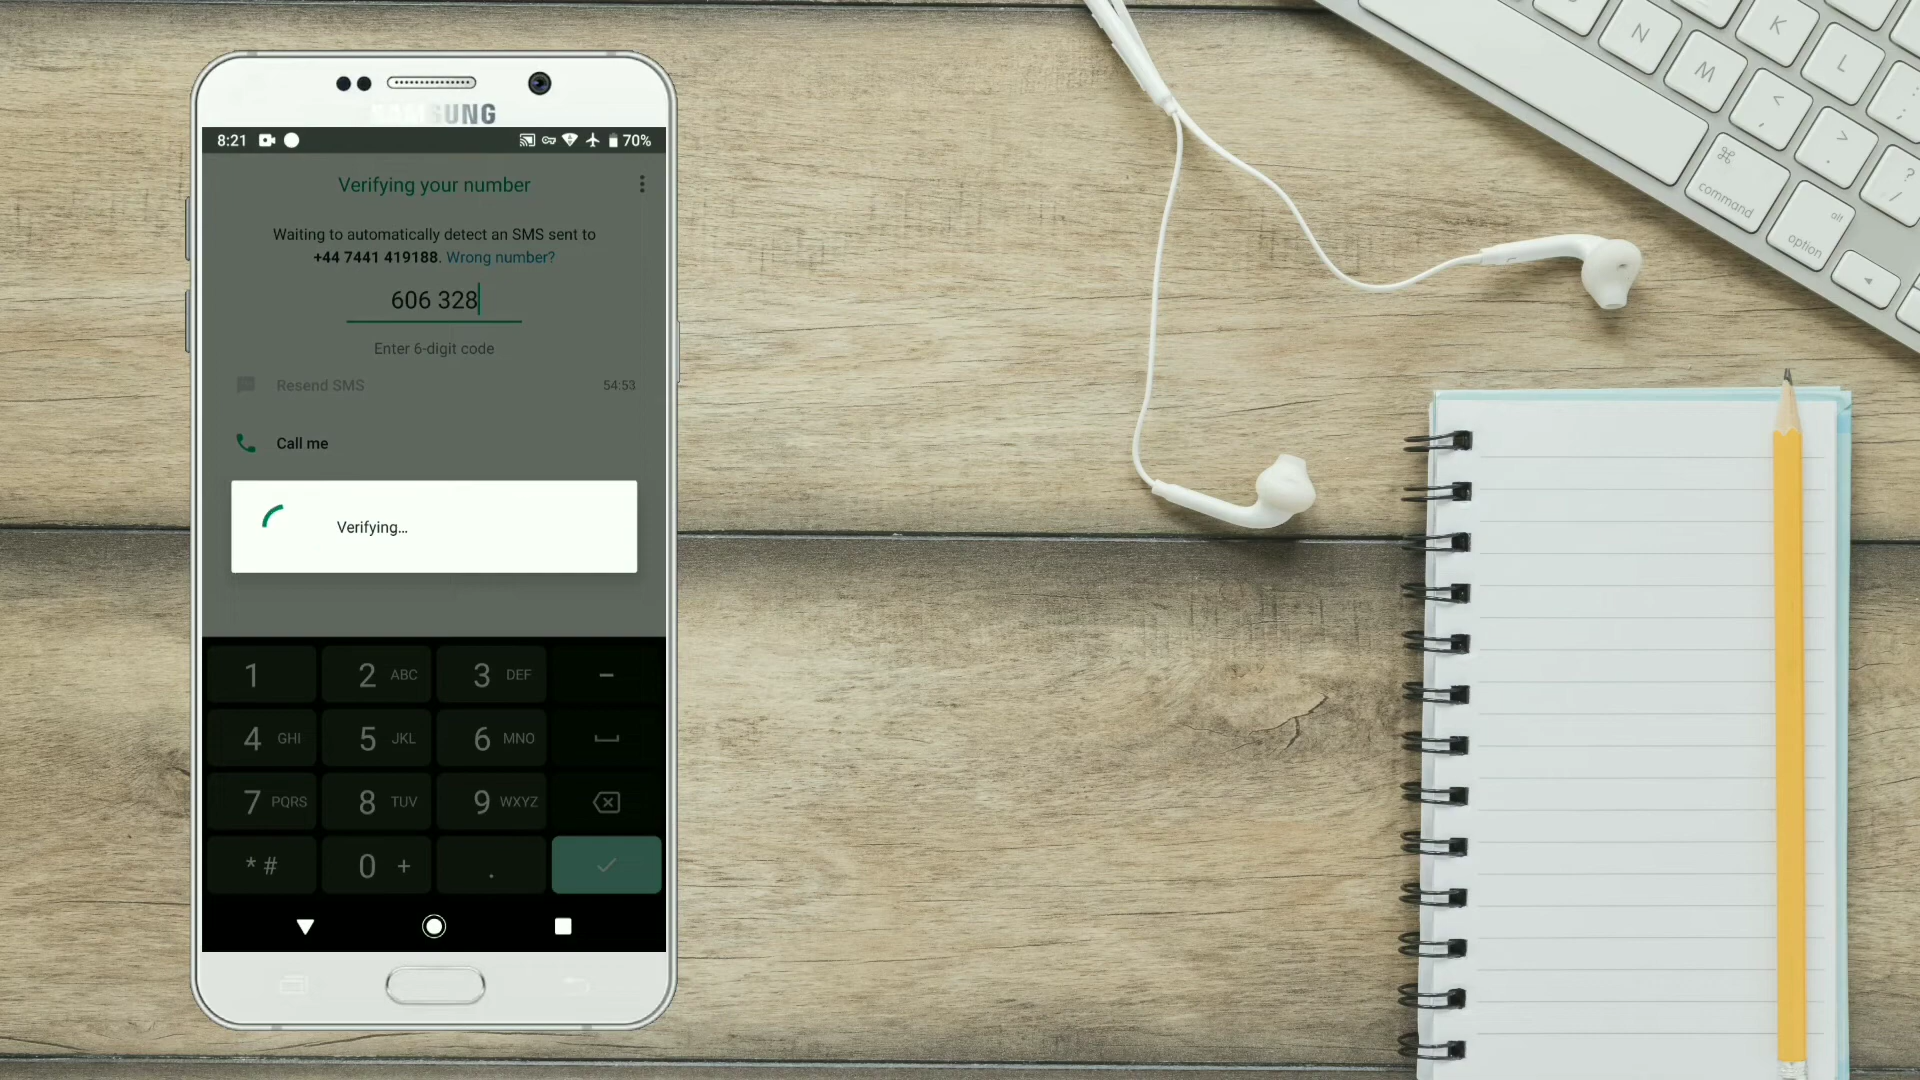 SAMSUNG
8:21 70%
Verifying your number
Waiting to automatically detect an SMS sent to
+44 7441 419188. Wrong number?
606 328
Enter 6-digit code
Resend SMS 54:53
Call me
Verifying...
1 2 ABC 3 DEF –
4 GHI 5 JKL 6 MNO
7 PQRS 8 TUV 9 WXYZ
* # 0 + .
N M K L
< , > . ? / : ;
⌘ command
alt option